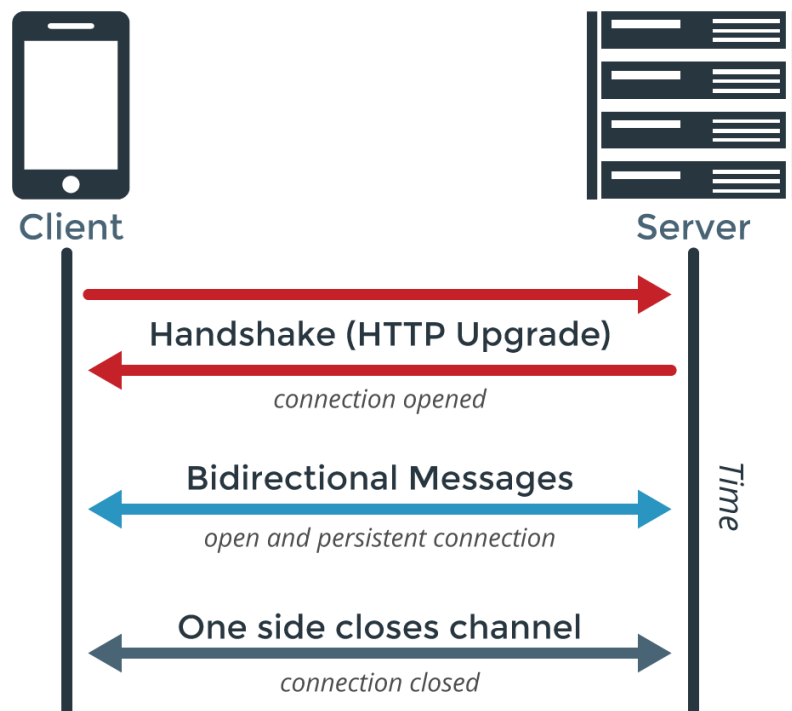 Client
Server
Handshake (HTTP Upgrade)
connection opened
Bidirectional Messages
open and persistent connection
Time
One side closes channel
connection closed